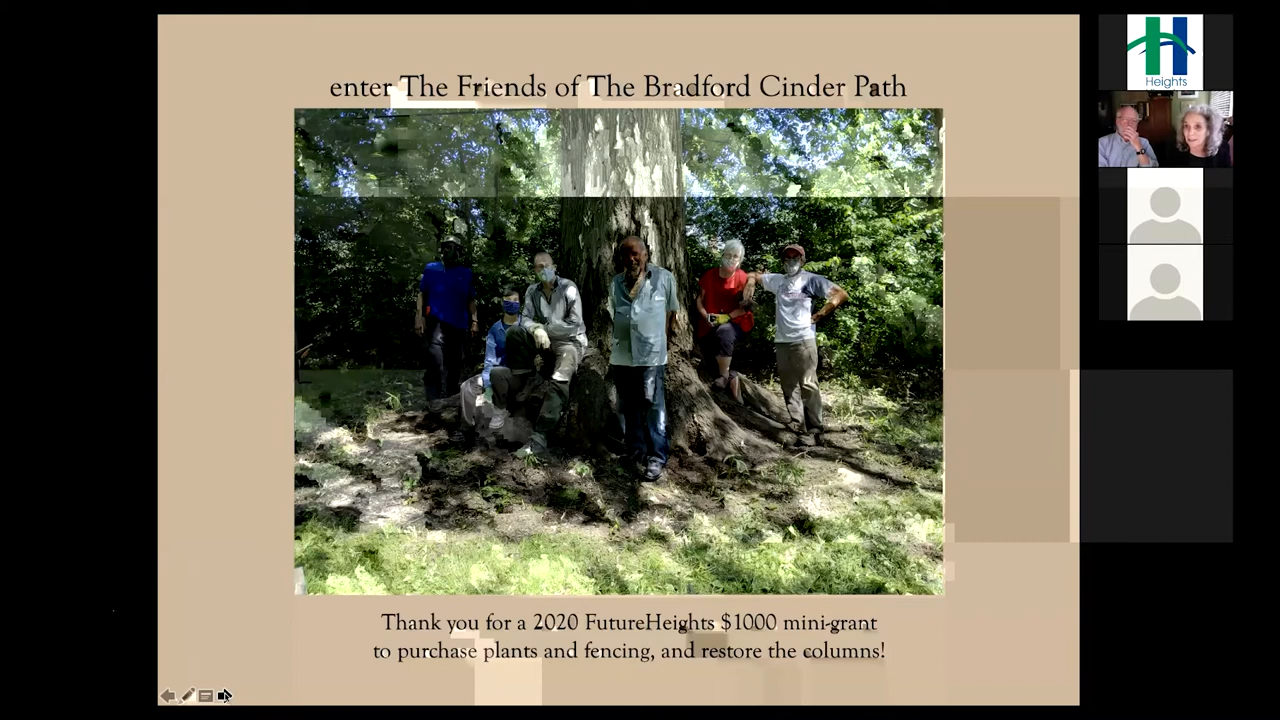 enter The Friends of The Bradford Cinder Path
Heights
Thank you for a 2020 FutureHeights $1000 mini-grant
to purchase plants and fencing, and restore the columns!